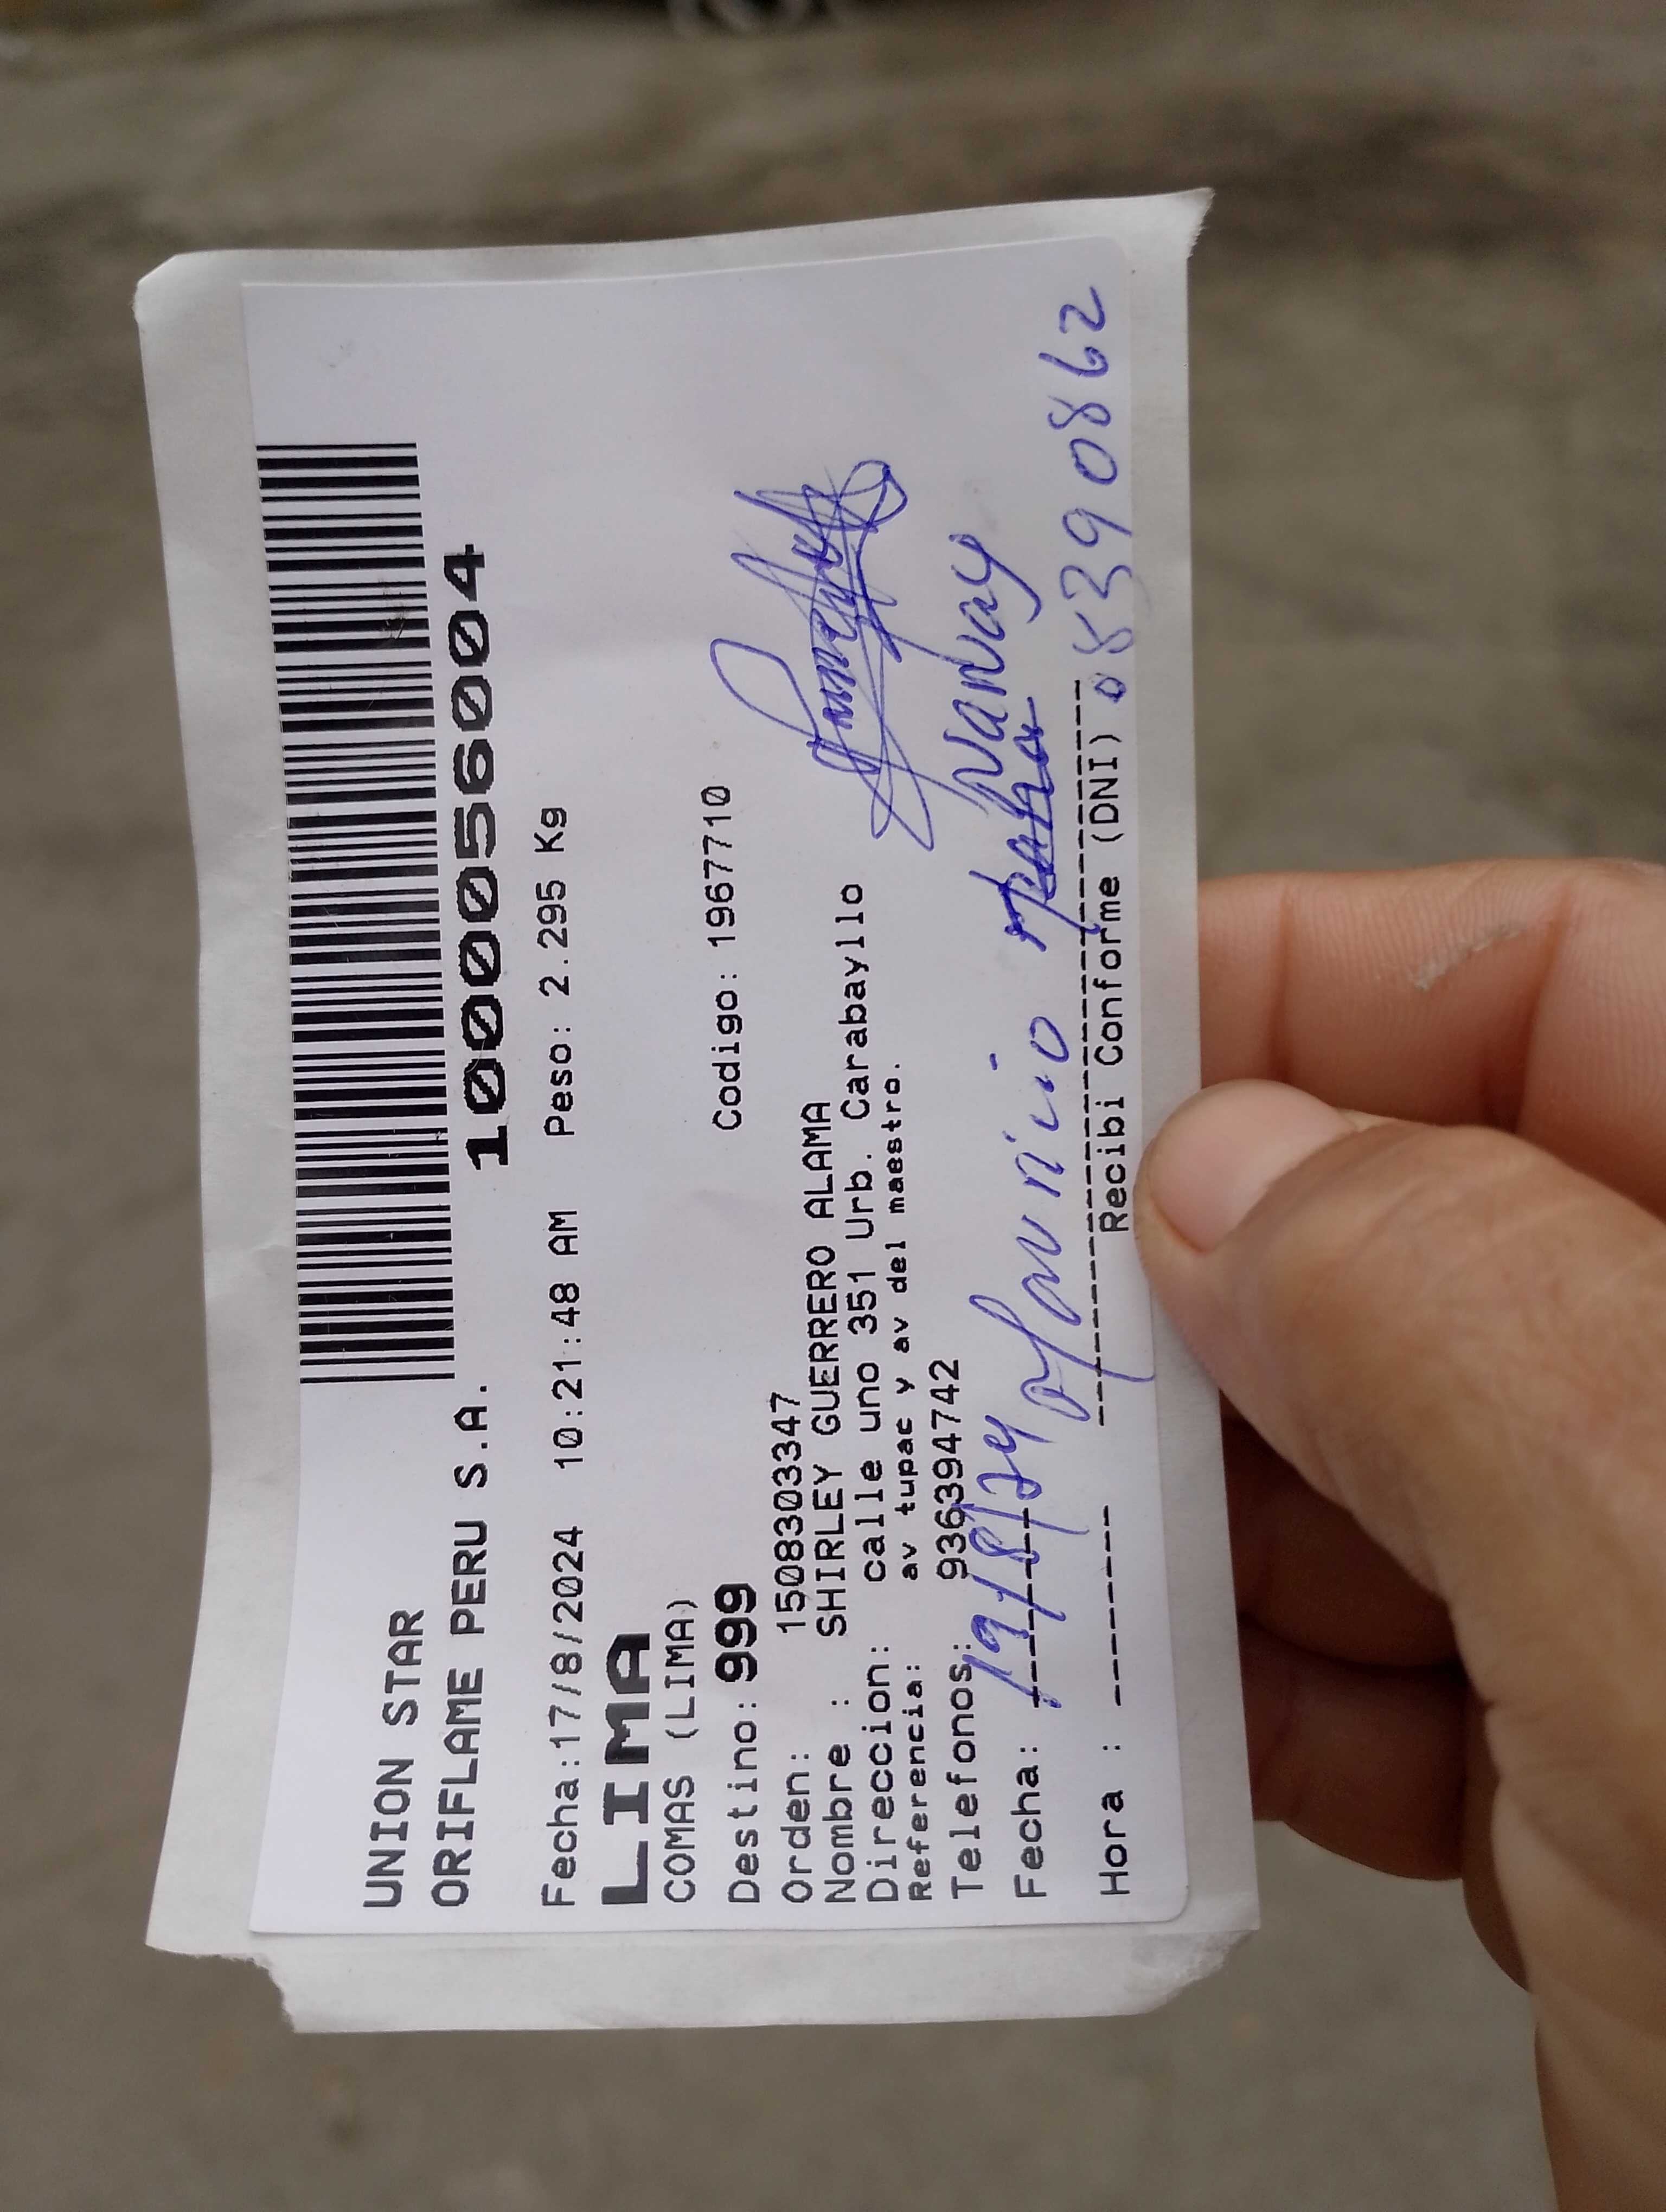 UNION STAR
ORIFLAME PERU S.A.
1000056004
Fecha:17/8/2024 10:21:48 AM Peso: 2.295 Kg
LIMA
COMAS (LIMA)
Destino: 999 Codigo: 1967710
Orden: 1508303347
Nombre : SHIRLEY GUERRERO ALAMA
Direccion: calle uno 351 Urb. Carabayllo
Referencia: av tupac y av del maestro.
Telefonos: 936394742
Fecha: 19/8/24
Hora :
Recibi Conforme (DNI) 08390862